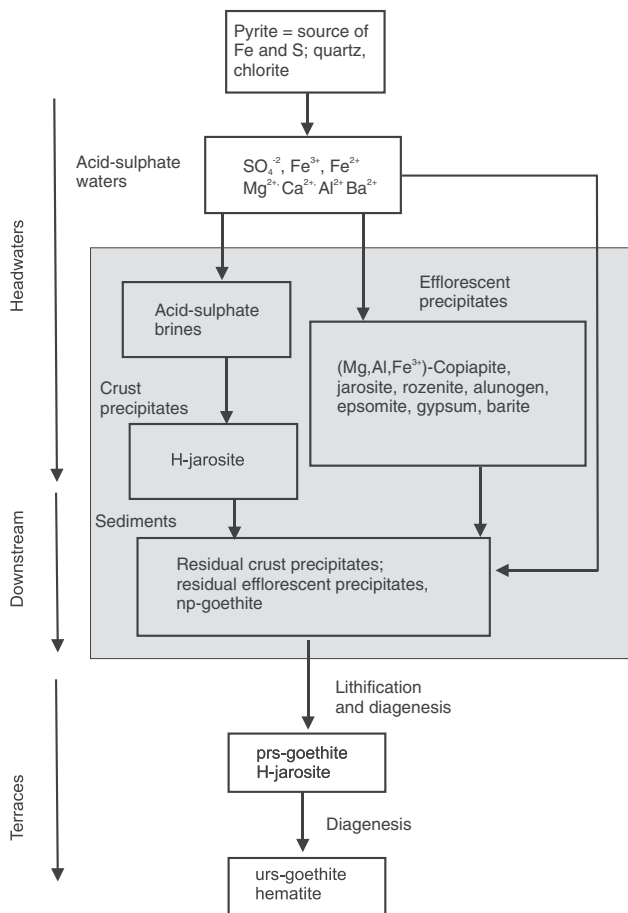 Pyrite = source of
Fe and S; quartz,
chlorite
Acid-sulphate
waters
SO₄⁻², Fe³⁺, Fe²⁺
Mg²⁺, Ca²⁺, Al²⁺ Ba²⁺
Headwaters
Efflorescent
precipitates
Acid-sulphate
brines
(Mg,Al,Fe³⁺)-Copiapite,
jarosite, rozenite, alunogen,
epsomite, gypsum, barite
Crust
precipitates
H-jarosite
Sediments
Downstream
Residual crust precipitates;
residual efflorescent precipitates,
np-goethite
Lithification
and diagenesis
Terraces
prs-goethite
H-jarosite
Diagenesis
urs-goethite
hematite